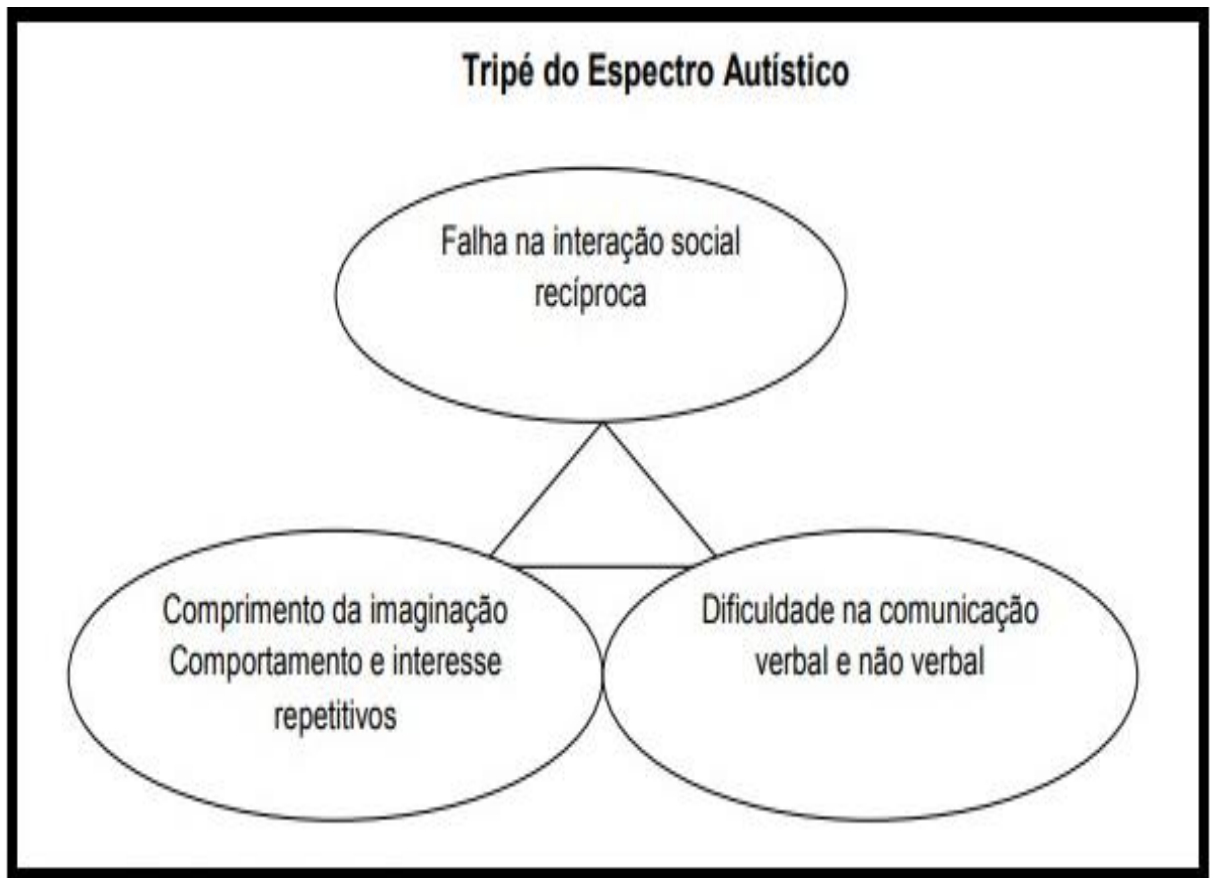 Tripé do Espectro Autístico
Falha na interação social
recíproca
Comprimento da imaginação
Comportamento e interesse
repetitivos
Dificuldade na comunicação
verbal e não verbal